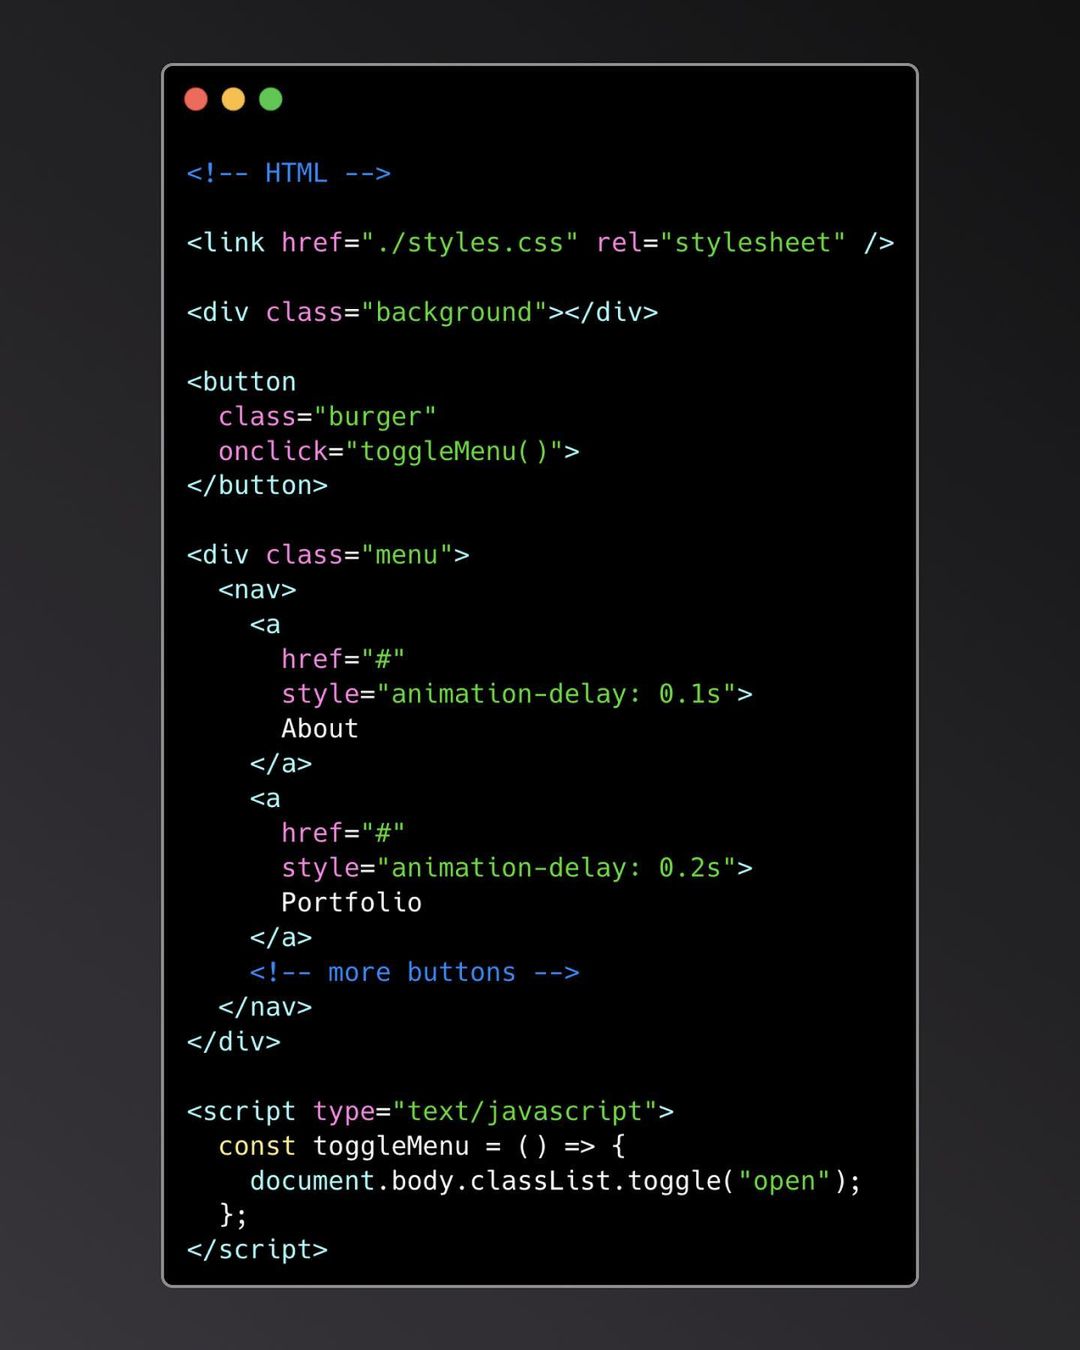 <!-- HTML -->
<link href="./styles.css" rel="stylesheet" />
<div class="background"></div>
<button
  class="burger"
  onclick="toggleMenu()">
</button>
<div class="menu">
  <nav>
    <a
      href="#"
      style="animation-delay: 0.1s">
      About
    </a>
    <a
      href="#"
      style="animation-delay: 0.2s">
      Portfolio
    </a>
    <!-- more buttons -->
  </nav>
</div>
<script type="text/javascript">
  const toggleMenu = () => {
    document.body.classList.toggle("open");
  };
</script>